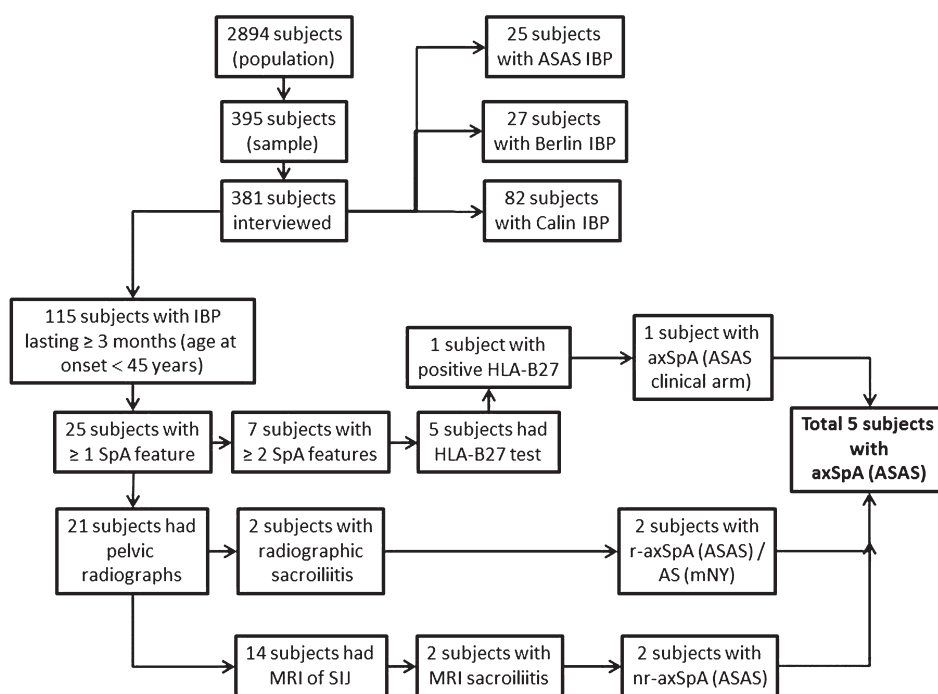 2894 subjects
(population)
25 subjects
with ASAS IBP
395 subjects
(sample)
27 subjects
with Berlin IBP
381 subjects
interviewed
82 subjects
with Calin IBP
115 subjects with IBP
lasting ≥ 3 months (age at
onset < 45 years)
1 subject with
positive HLA-B27
1 subject with
axSpA (ASAS
clinical arm)
25 subjects with
≥ 1 SpA feature
7 subjects with
≥ 2 SpA features
5 subjects had
HLA-B27 test
Total 5 subjects
with
axSpA (ASAS)
21 subjects had
pelvic
radiographs
2 subjects with
radiographic
sacroiliitis
2 subjects with
r-axSpA (ASAS) /
AS (mNY)
14 subjects had
MRI of SIJ
2 subjects with
MRI sacroiliitis
2 subjects with
nr-axSpA (ASAS)